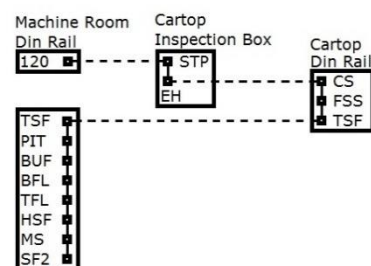 Machine Room
Din Rail
120
Cartop
Inspection Box
STP
EH
Cartop
Din Rail
CS
FSS
TSF
TSF
PIT
BUF
BFL
TFL
HSF
MS
SF2